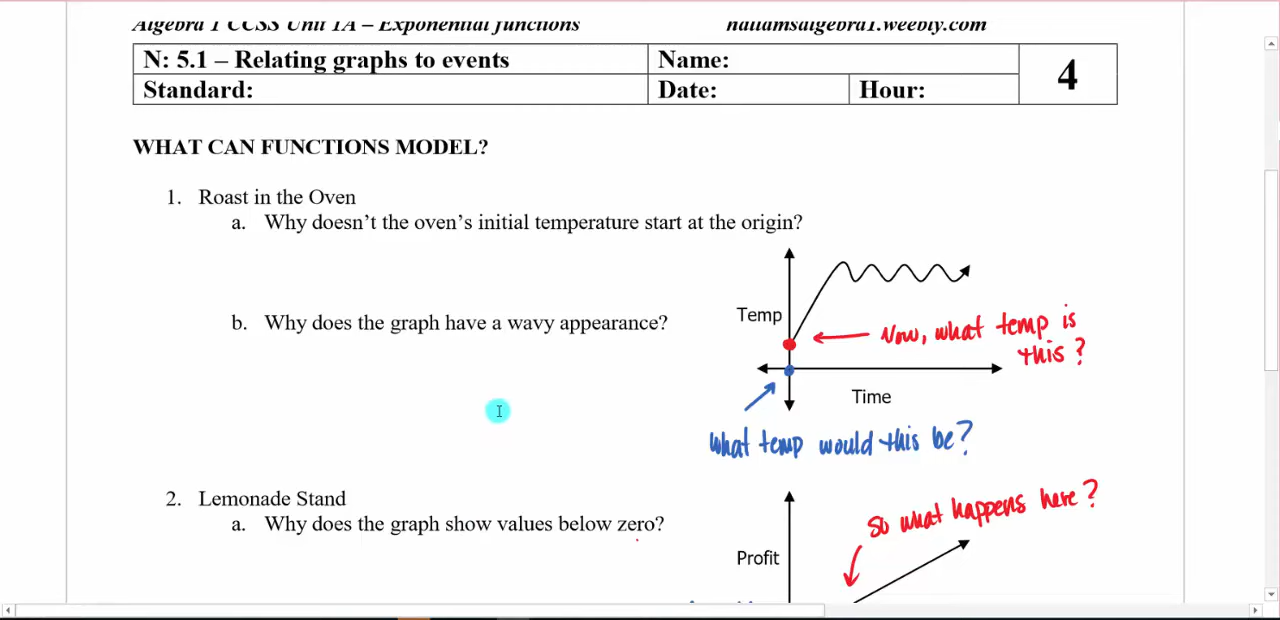 Algebra 1 CCSS Unit 1A – Exponential functions hallamsalgebra1.weebly.com
N: 5.1 – Relating graphs to events Name: 4
Standard: Date: Hour:
WHAT CAN FUNCTIONS MODEL?
1. Roast in the Oven
a. Why doesn't the oven's initial temperature start at the origin?
b. Why does the graph have a wavy appearance?
Temp
Now, what temp is
this?
Time
what temp would this be?
2. Lemonade Stand
a. Why does the graph show values below zero?
So what happens here?
Profit